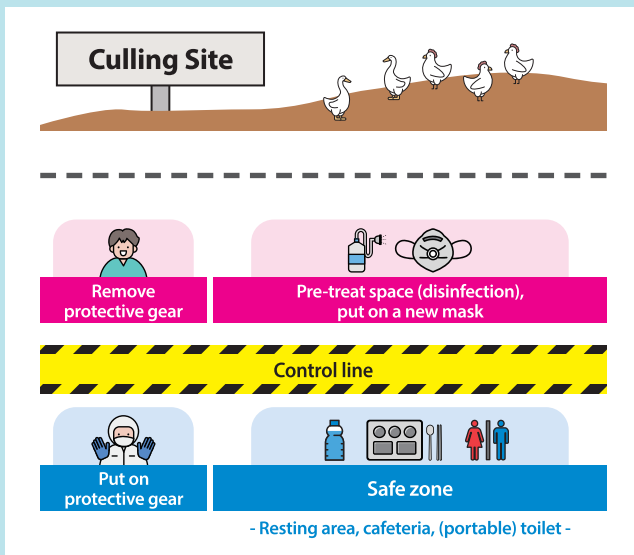 Culling Site
Remove
protective gear
Pre-treat space (disinfection),
put on a new mask
Control line
Put on
protective gear
Safe zone
- Resting area, cafeteria, (portable) toilet -